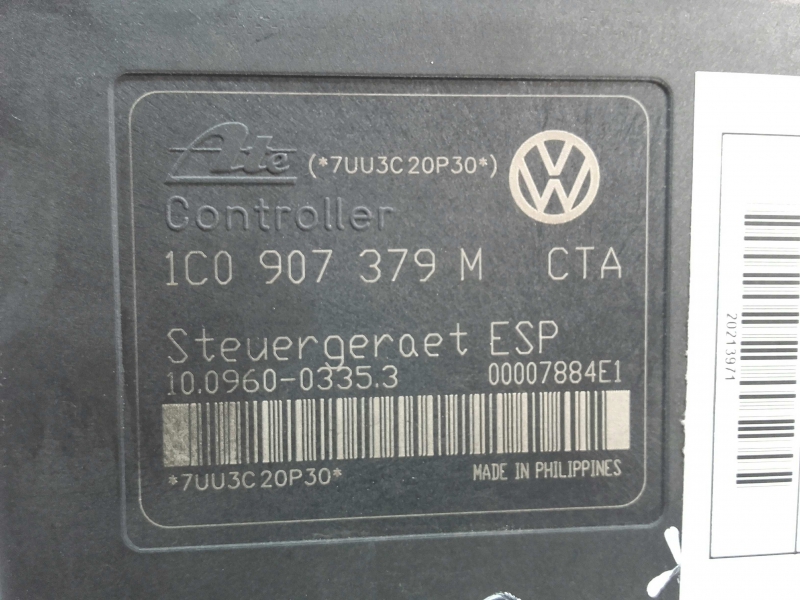 Ate (*7UU3C20P30*)
Controller
1C0 907 379 M CTA
Steuergeraet ESP
10.0960-0335.3 00007884E1
*7UU3C20P30* MADE IN PHILIPPINES
20213971